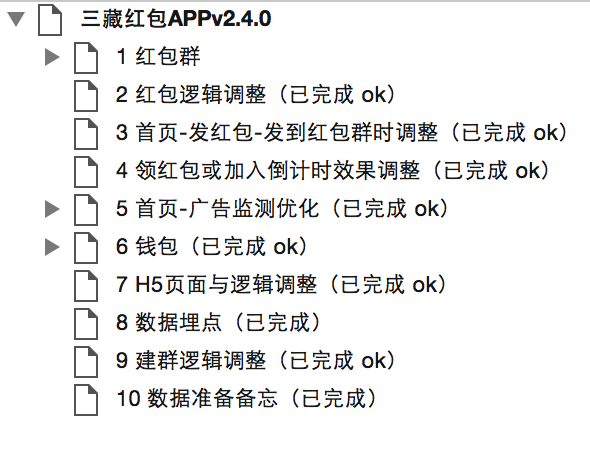 三藏红包APPv2.4.0
1 红包群
2 红包逻辑调整（已完成 ok）
3 首页-发红包-发到红包群时调整（已完成 ok）
4 领红包或加入倒计时效果调整（已完成 ok）
5 首页-广告监测优化（已完成 ok）
6 钱包（已完成 ok）
7 H5页面与逻辑调整（已完成 ok）
8 数据埋点（已完成）
9 建群逻辑调整（已完成 ok）
10 数据准备备忘（已完成）